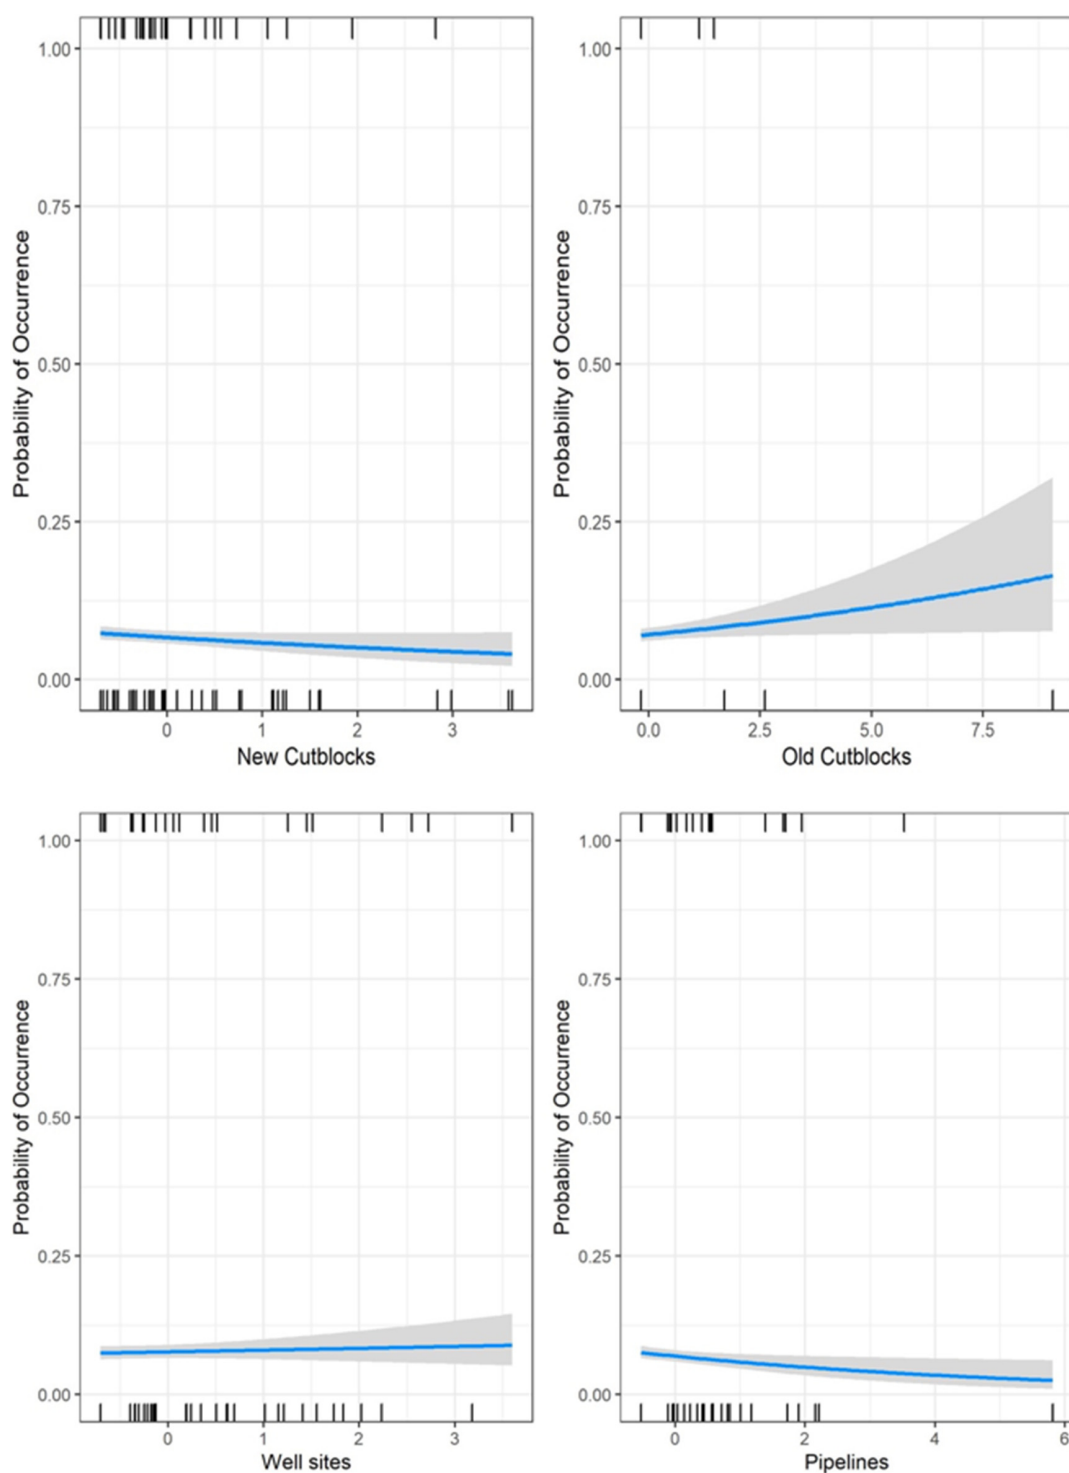 1.00
0.75
0.50
0.25
0.00
Probability of Occurrence
0 1 2 3
New Cutblocks
1.00
0.75
0.50
0.25
0.00
Probability of Occurrence
0.0 2.5 5.0 7.5
Old Cutblocks
1.00
0.75
0.50
0.25
0.00
Probability of Occurrence
0 1 2 3
Well sites
1.00
0.75
0.50
0.25
0.00
Probability of Occurrence
0 2 4 6
Pipelines